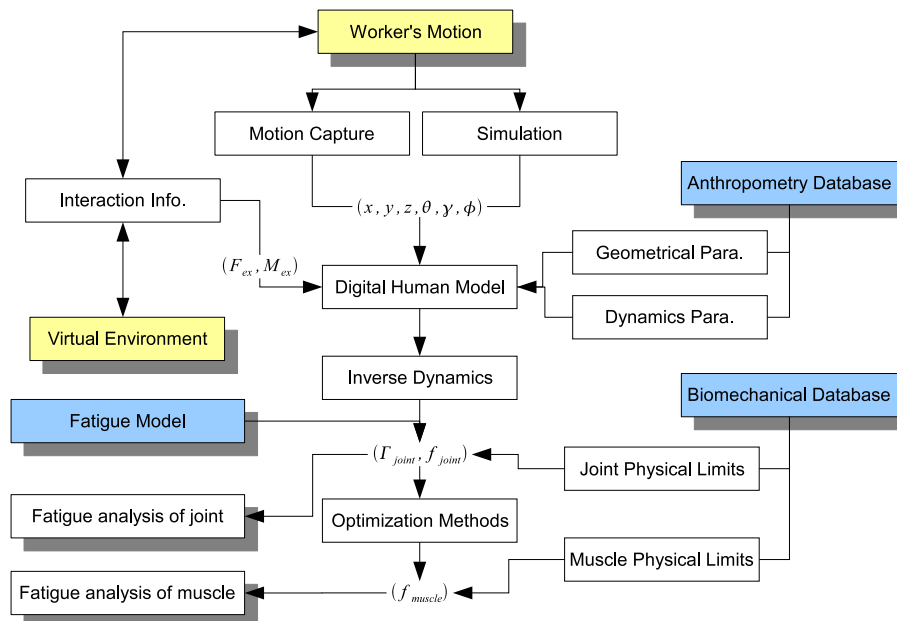 Worker's Motion
Motion Capture
Simulation
Interaction Info.
Anthropometry Database
(x, y, z, θ, γ, ϕ)
Geometrical Para.
(F_ex, M_ex)
Digital Human Model
Dynamics Para.
Virtual Environment
Inverse Dynamics
Biomechanical Database
Fatigue Model
(Γ_joint, f_joint)
Joint Physical Limits
Fatigue analysis of joint
Optimization Methods
Muscle Physical Limits
Fatigue analysis of muscle
(f_muscle)